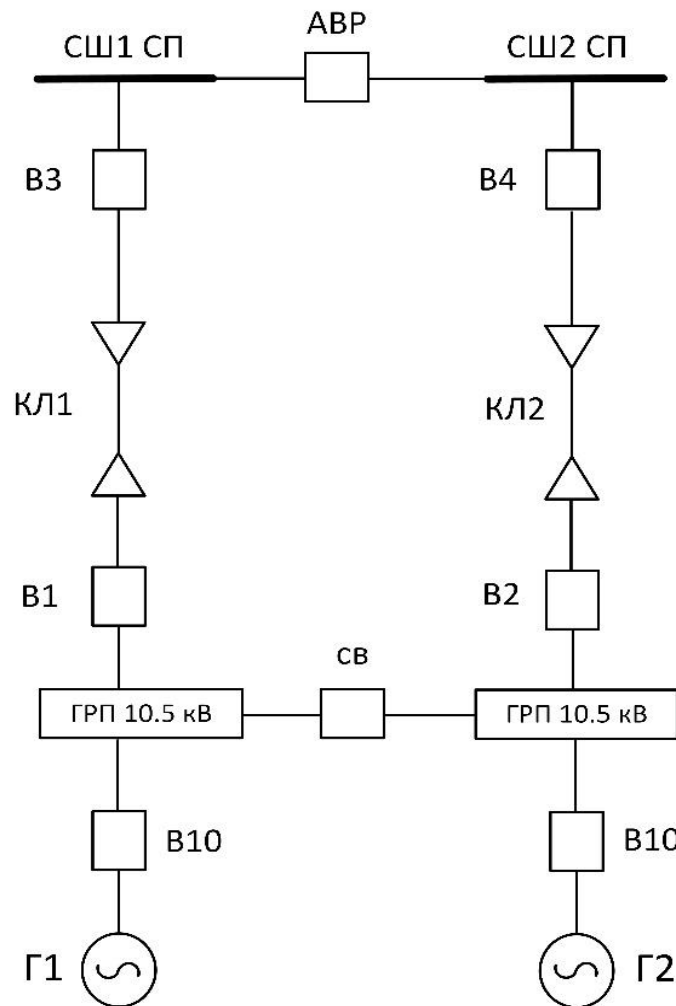 АВР
СШ1 СП
СШ2 СП
В3
В4
КЛ1
КЛ2
В1
В2
св
ГРП 10.5 кВ
ГРП 10.5 кВ
В10
В10
Г1
Г2